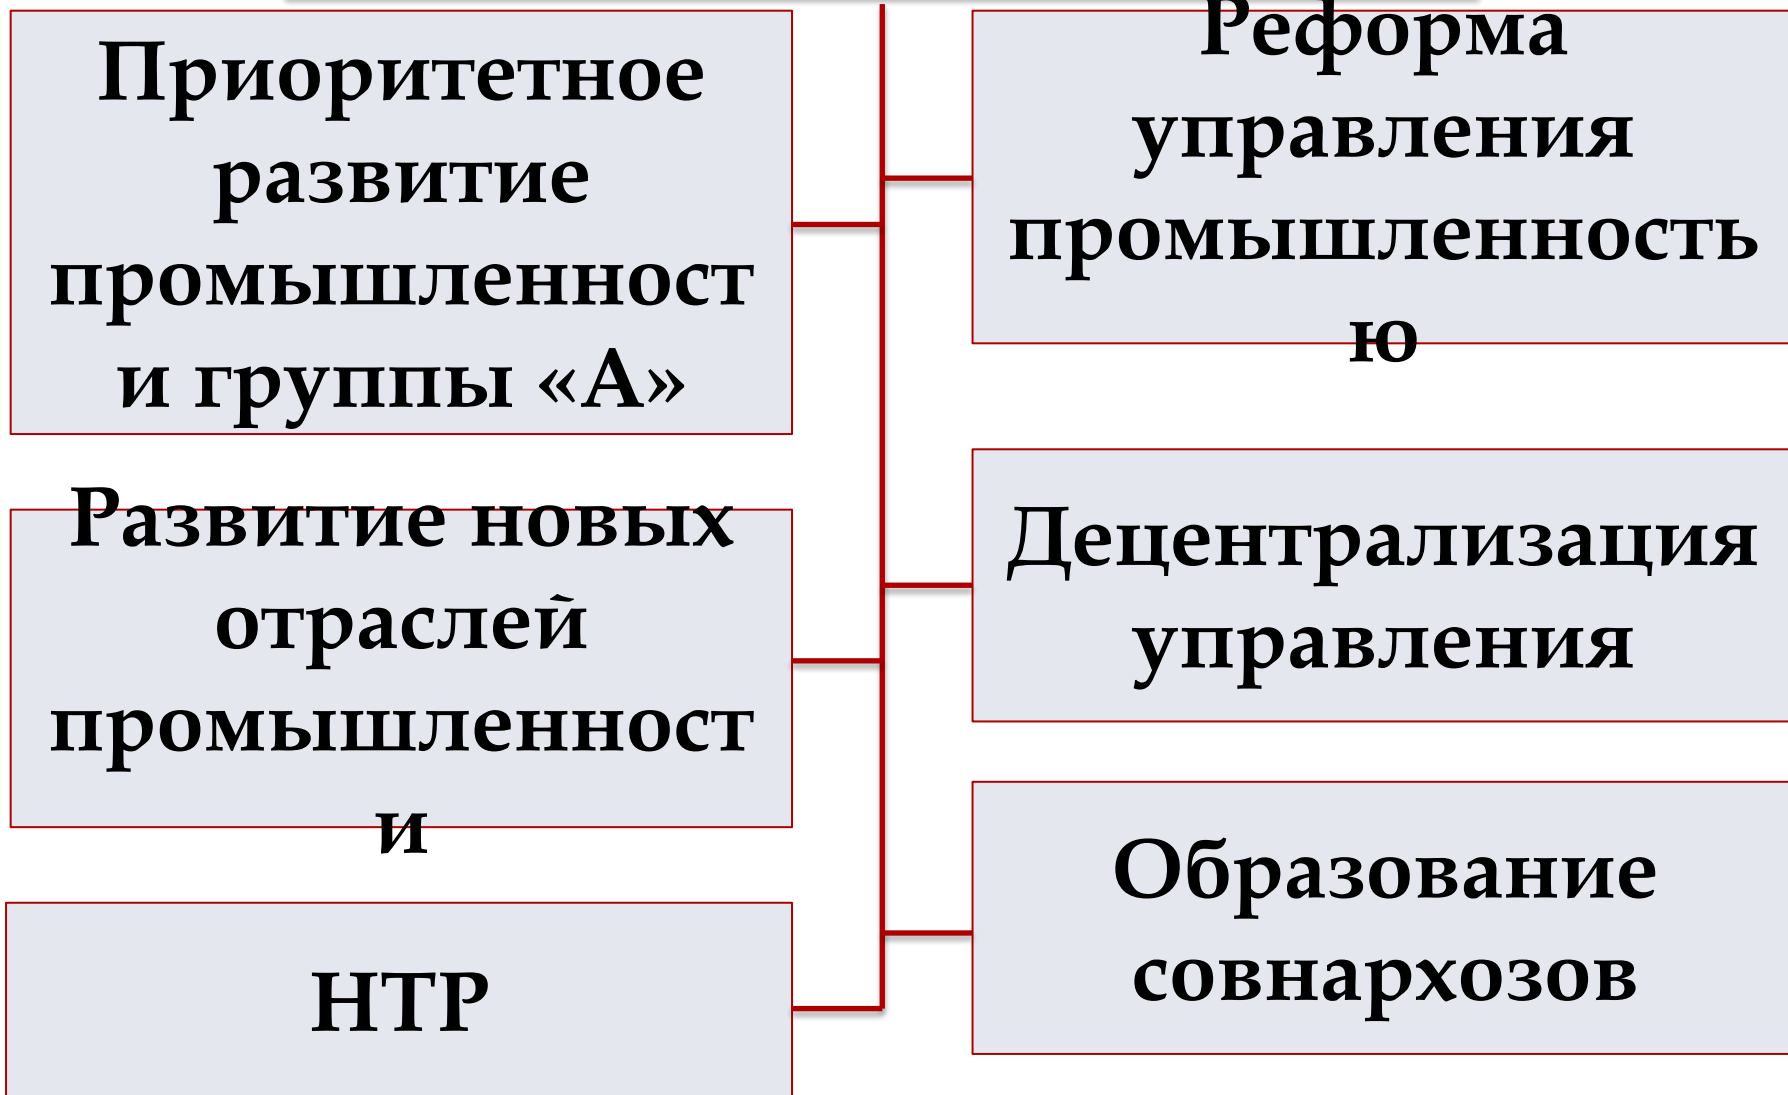 Приоритетное
развитие
промышленност
и группы «А»
Развитие новых
отраслей
промышленност
и
НТР
Реформа
управления
промышленность
ю
Децентрализация
управления
Образование
совнархозов